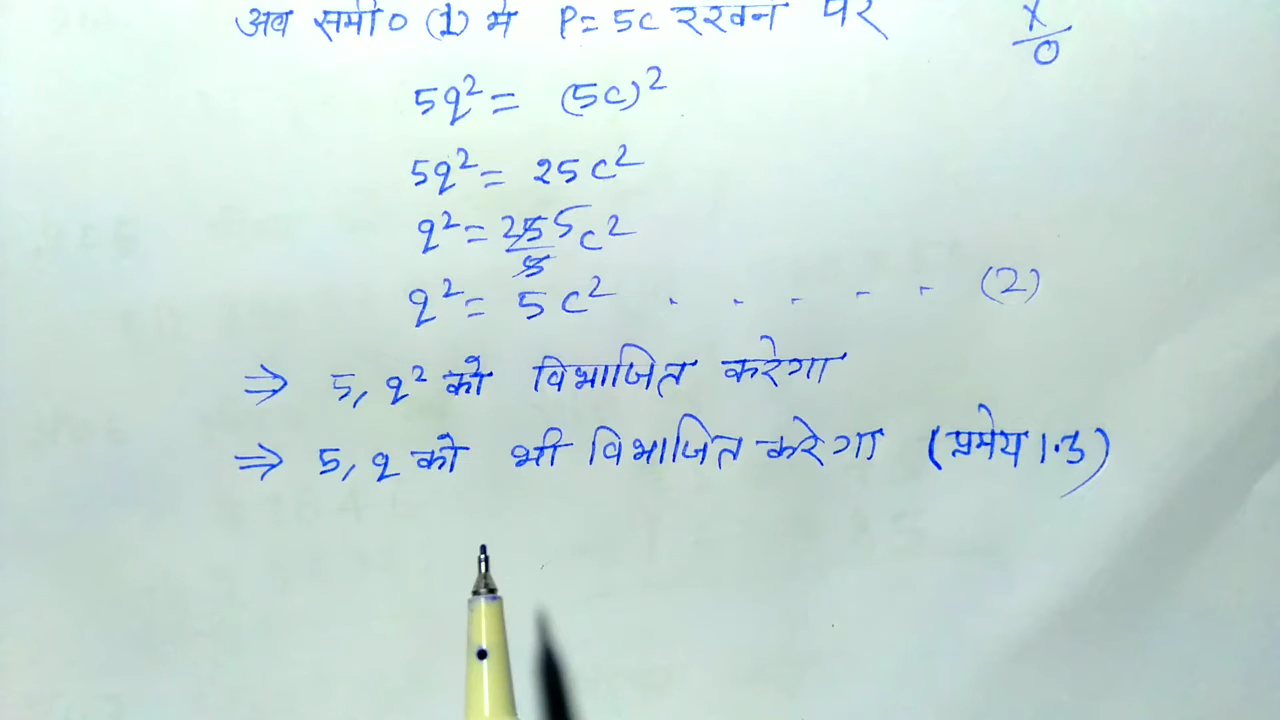 अब समी० (1) में P = 5c रखने पर
x/0
5q² = (5c)²
5q² = 25c²
q² = 25/5 5 c²
q² = 5c² . . - - - (2)
⇒ 5, q² को विभाजित करेगा
⇒ 5, q को भी विभाजित करेगा (प्रमेय 1.3)